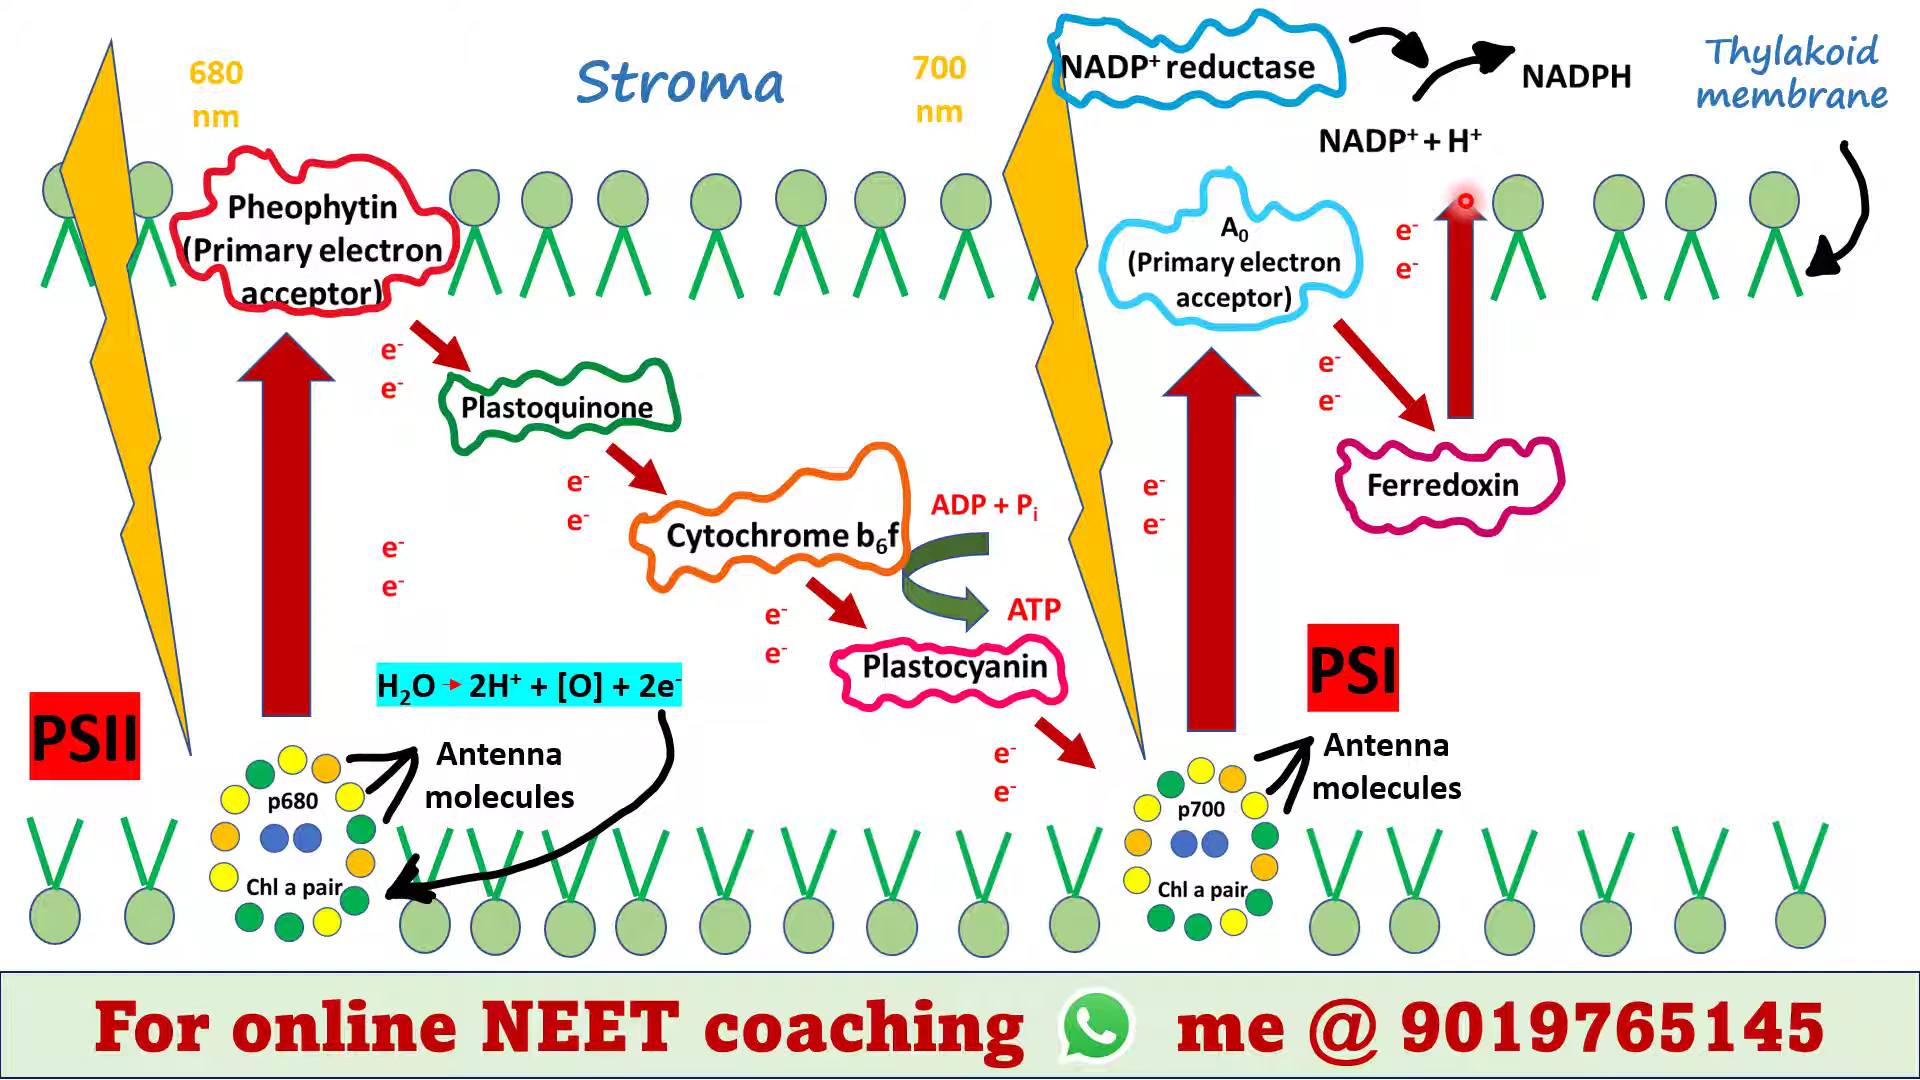 680
nm
Stroma
700
nm
NADP⁺ reductase
NADPH
Thylakoid
membrane
NADP⁺ + H⁺
Pheophytin
(Primary electron
acceptor)
A₀
(Primary electron
acceptor)
e⁻
e⁻
e⁻
e⁻
Plastoquinone
e⁻
e⁻
e⁻
e⁻
Cytochrome b₆f
ADP + Pᵢ
e⁻
e⁻
Ferredoxin
e⁻
e⁻
e⁻
e⁻
ATP
Plastocyanin
PSI
H₂O → 2H⁺ + [O] + 2e⁻
PSII
Antenna
molecules
e⁻
e⁻
Antenna
molecules
p680
Chl a pair
p700
Chl a pair
For online NEET coaching me @ 9019765145